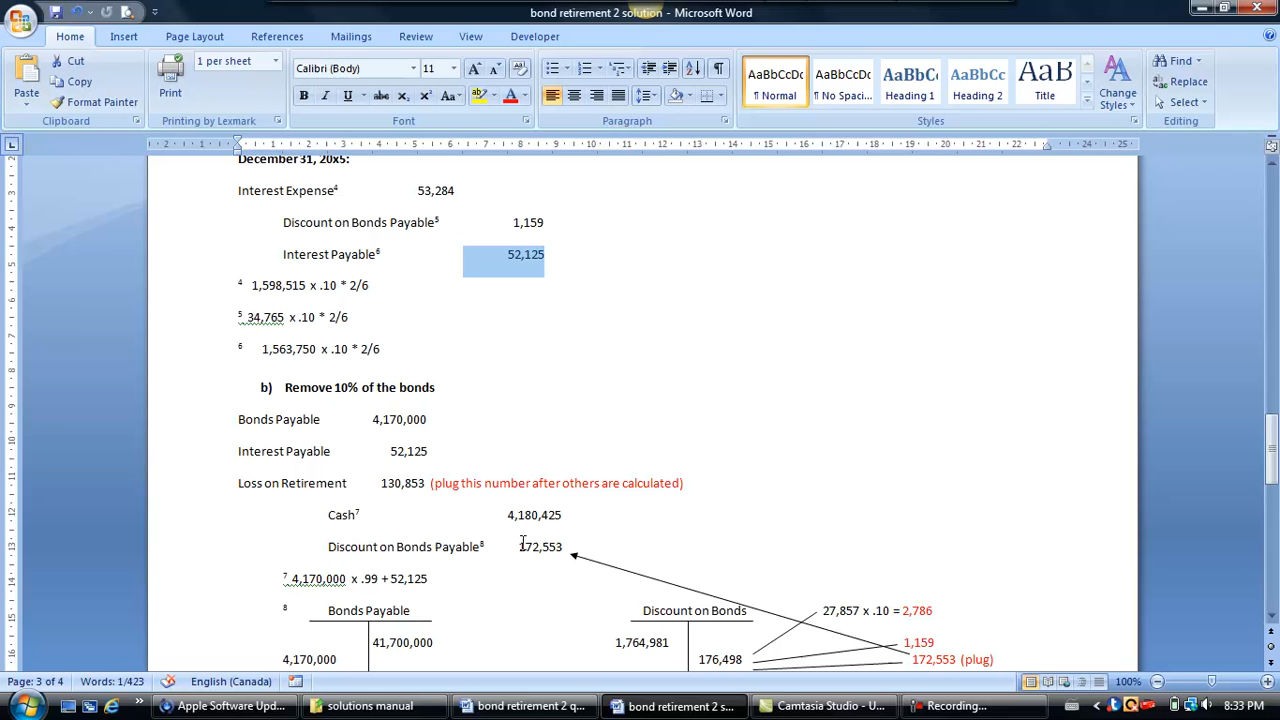 bond retirement 2 solution - Microsoft Word
Home Insert Page Layout References Mailings Review View Developer
Paste
Cut
Copy
Format Painter
Clipboard
1 per sheet
Print
Printing by Lexmark
Calibri (Body) 11
Font
Paragraph
AaBbCcDc AaBbCcDc AaBbC AaBbCc AaB
¶ Normal ¶ No Spaci... Heading 1 Heading 2 Title
Change Styles
Styles
Find
Replace
Select
Editing
December 31, 20x5:
Interest Expense⁴ 53,284
Discount on Bonds Payable⁵ 1,159
Interest Payable⁶ 52,125
⁴ 1,598,515 x .10 * 2/6
⁵ 34,765 x .10 * 2/6
⁶ 1,563,750 x .10 * 2/6
b) Remove 10% of the bonds
Bonds Payable 4,170,000
Interest Payable 52,125
Loss on Retirement 130,853 (plug this number after others are calculated)
Cash⁷ 4,180,425
Discount on Bonds Payable⁸ 172,553
⁷ 4,170,000 x .99 + 52,125
⁸ Bonds Payable Discount on Bonds 27,857 x .10 = 2,786
41,700,000 1,764,981 1,159
4,170,000 176,498 172,553 (plug)
Page: 3 of 4 Words: 1/423 English (Canada) 100%
Apple Software Upd... solutions manual bond retirement 2 q... bond retirement 2 s... Camtasia Studio - U... Recording... 8:33 PM